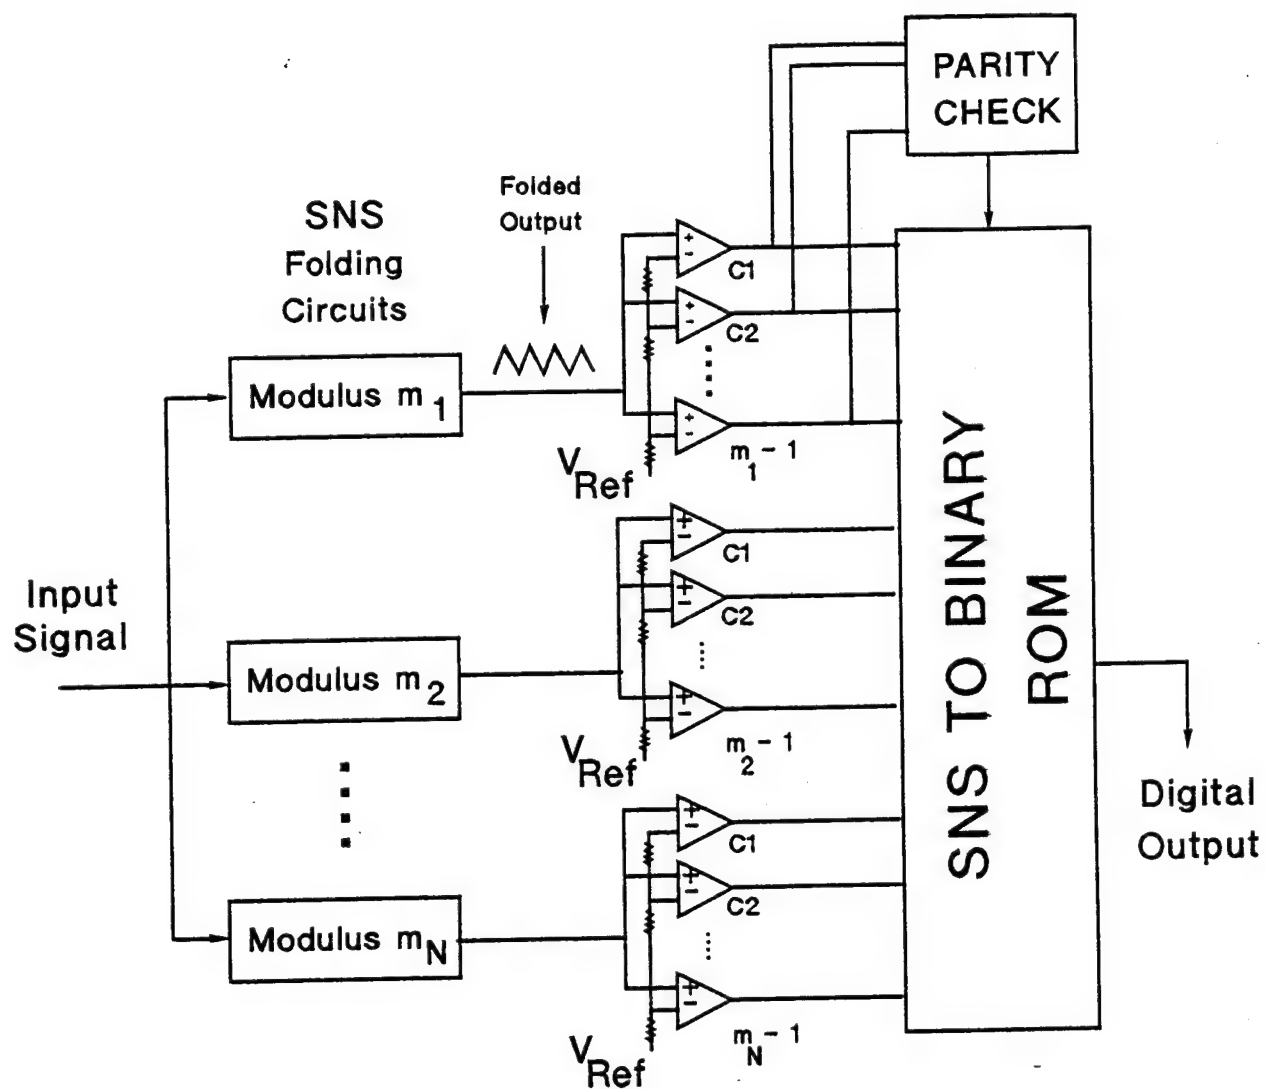 PARITY
CHECK
Folded
Output
SNS
Folding
Circuits
Modulus m1
+
-
C1
+
-
C2
+
-
m1 - 1
VRef
Input
Signal
Modulus m2
+
-
C1
+
-
C2
+
-
m2 - 1
VRef
Modulus mN
+
-
C1
+
-
C2
+
-
mN - 1
VRef
SNS TO BINARY
ROM
Digital
Output